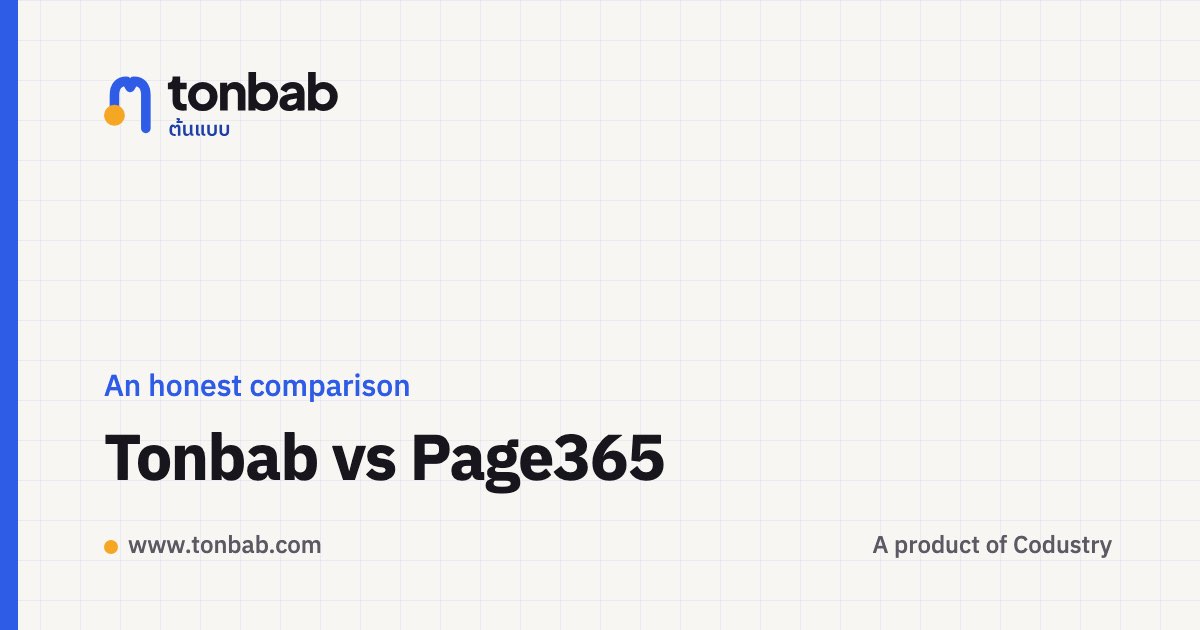 tonbab
ต้นแบบ
An honest comparison
Tonbab vs Page365
www.tonbab.com
A product of Codustry